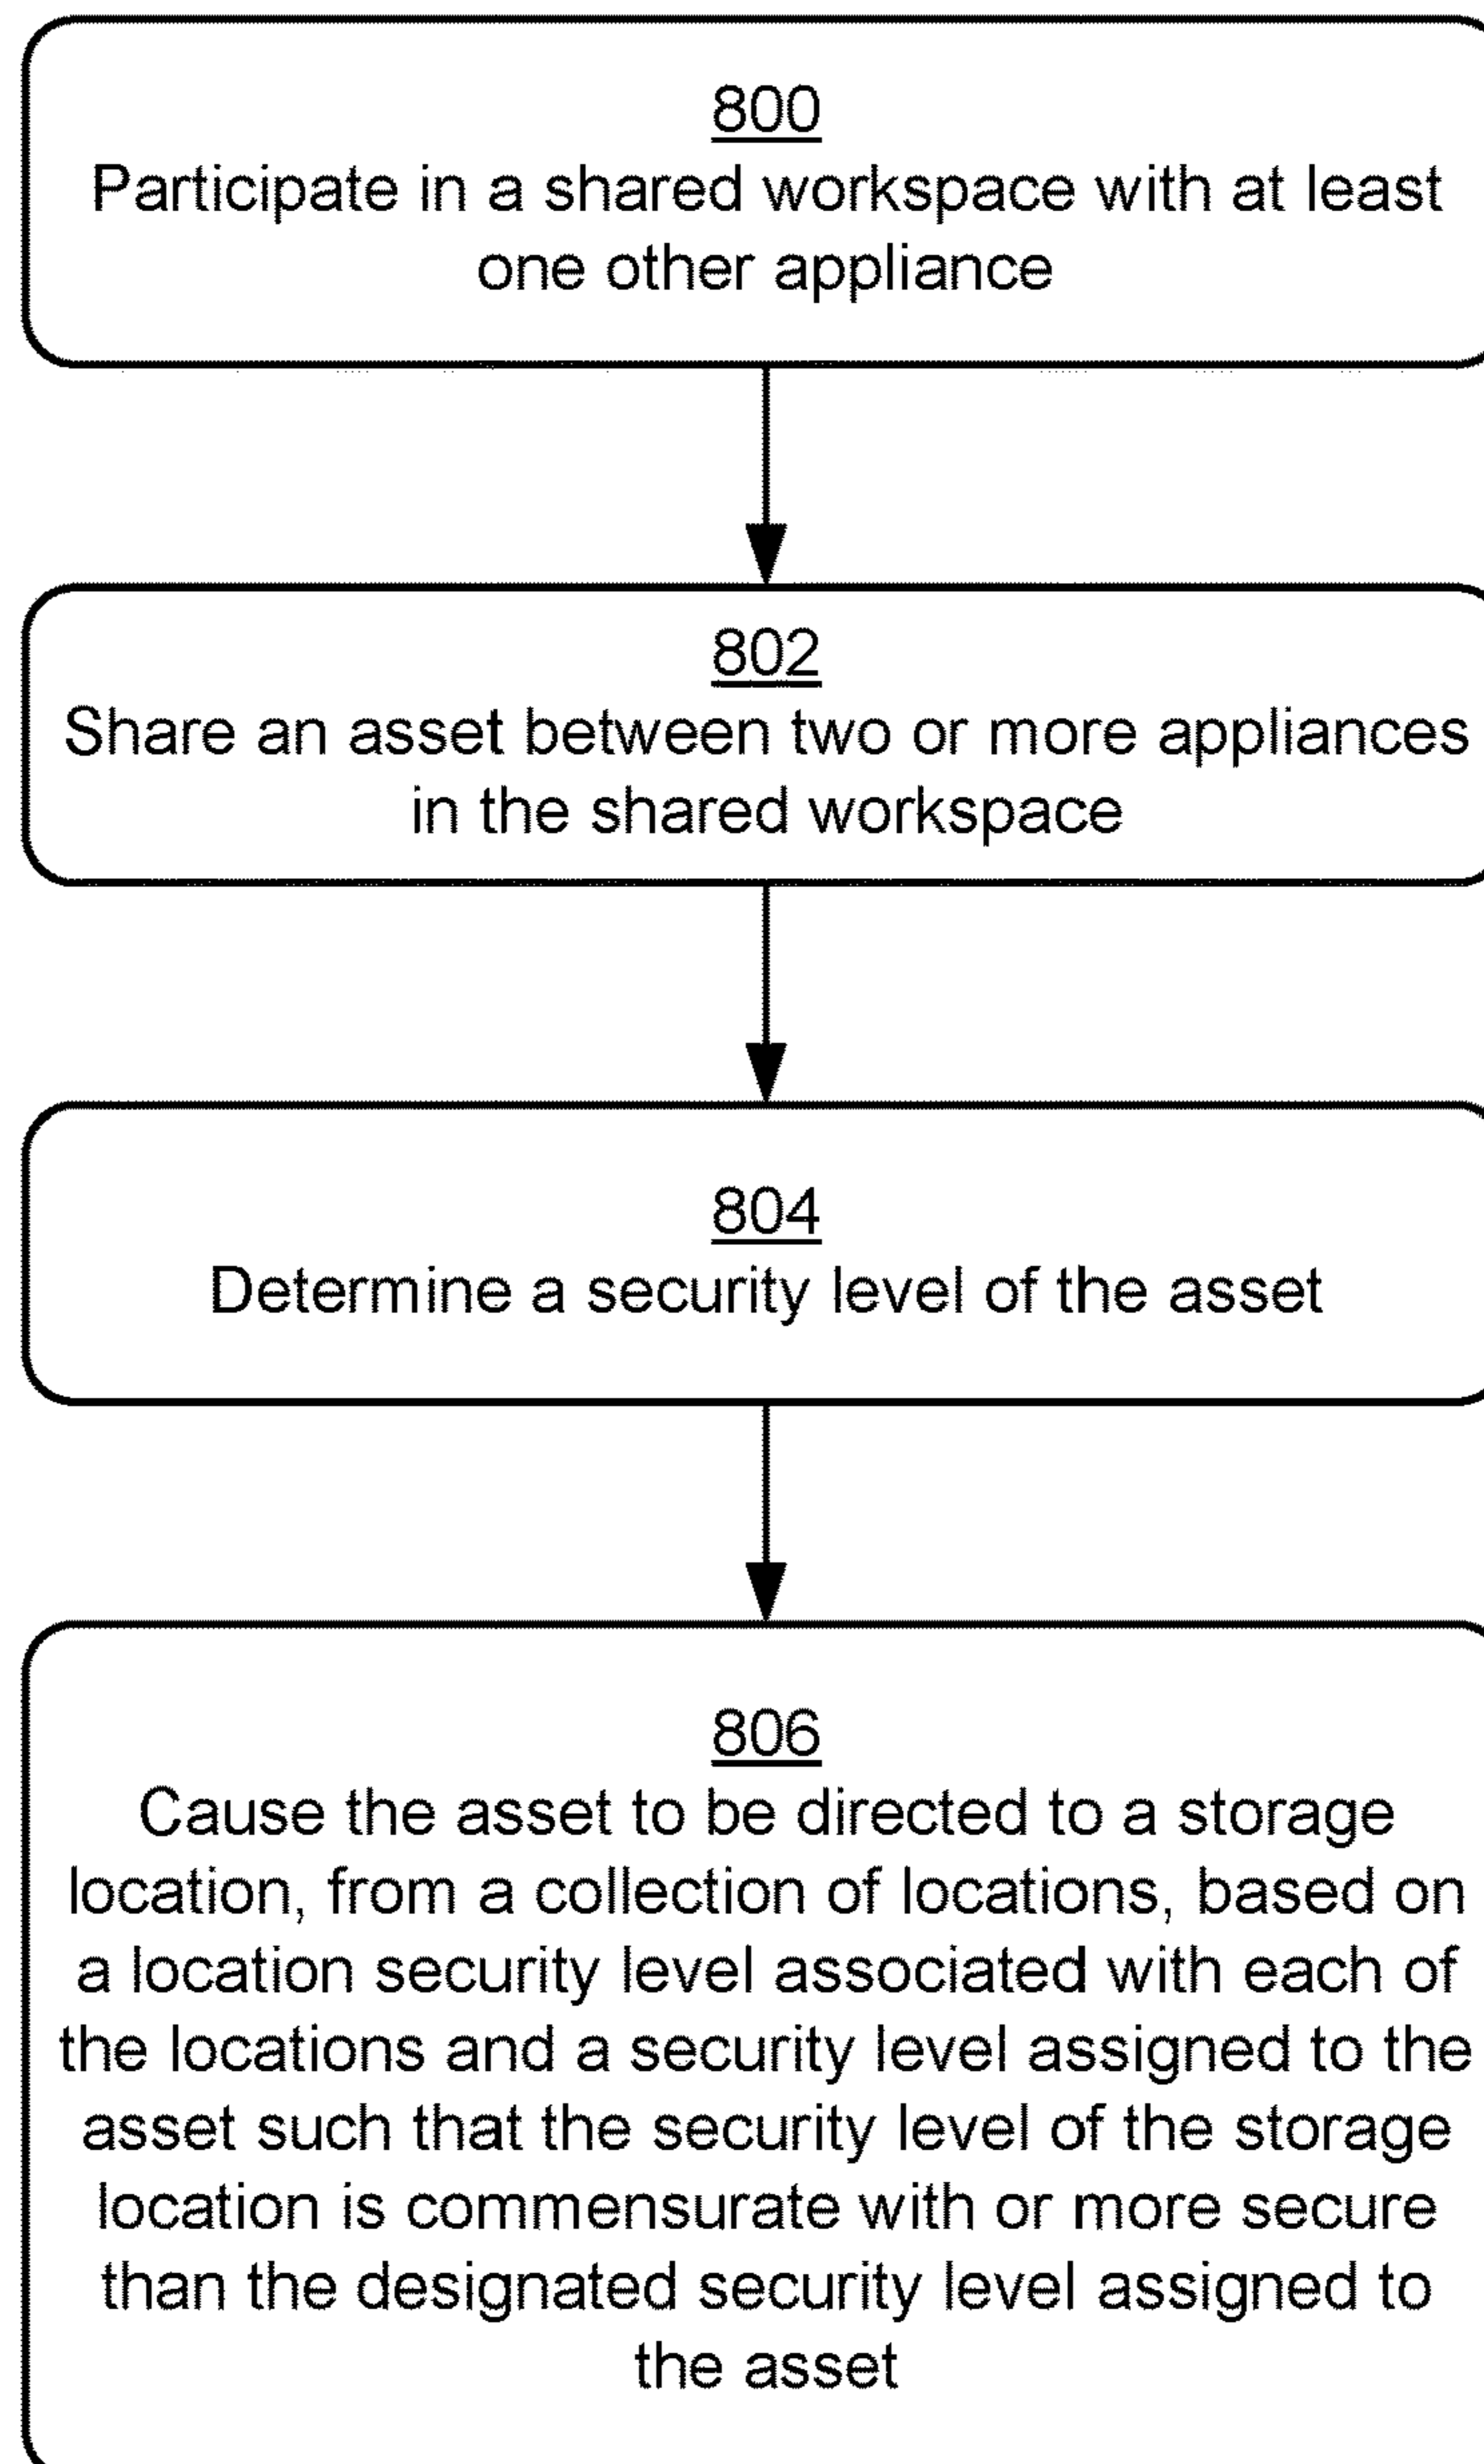 800
Participate in a shared workspace with at least
one other appliance
802
Share an asset between two or more appliances
in the shared workspace
804
Determine a security level of the asset
806
Cause the asset to be directed to a storage
location, from a collection of locations, based on
a location security level associated with each of
the locations and a security level assigned to the
asset such that the security level of the storage
location is commensurate with or more secure
than the designated security level assigned to
the asset